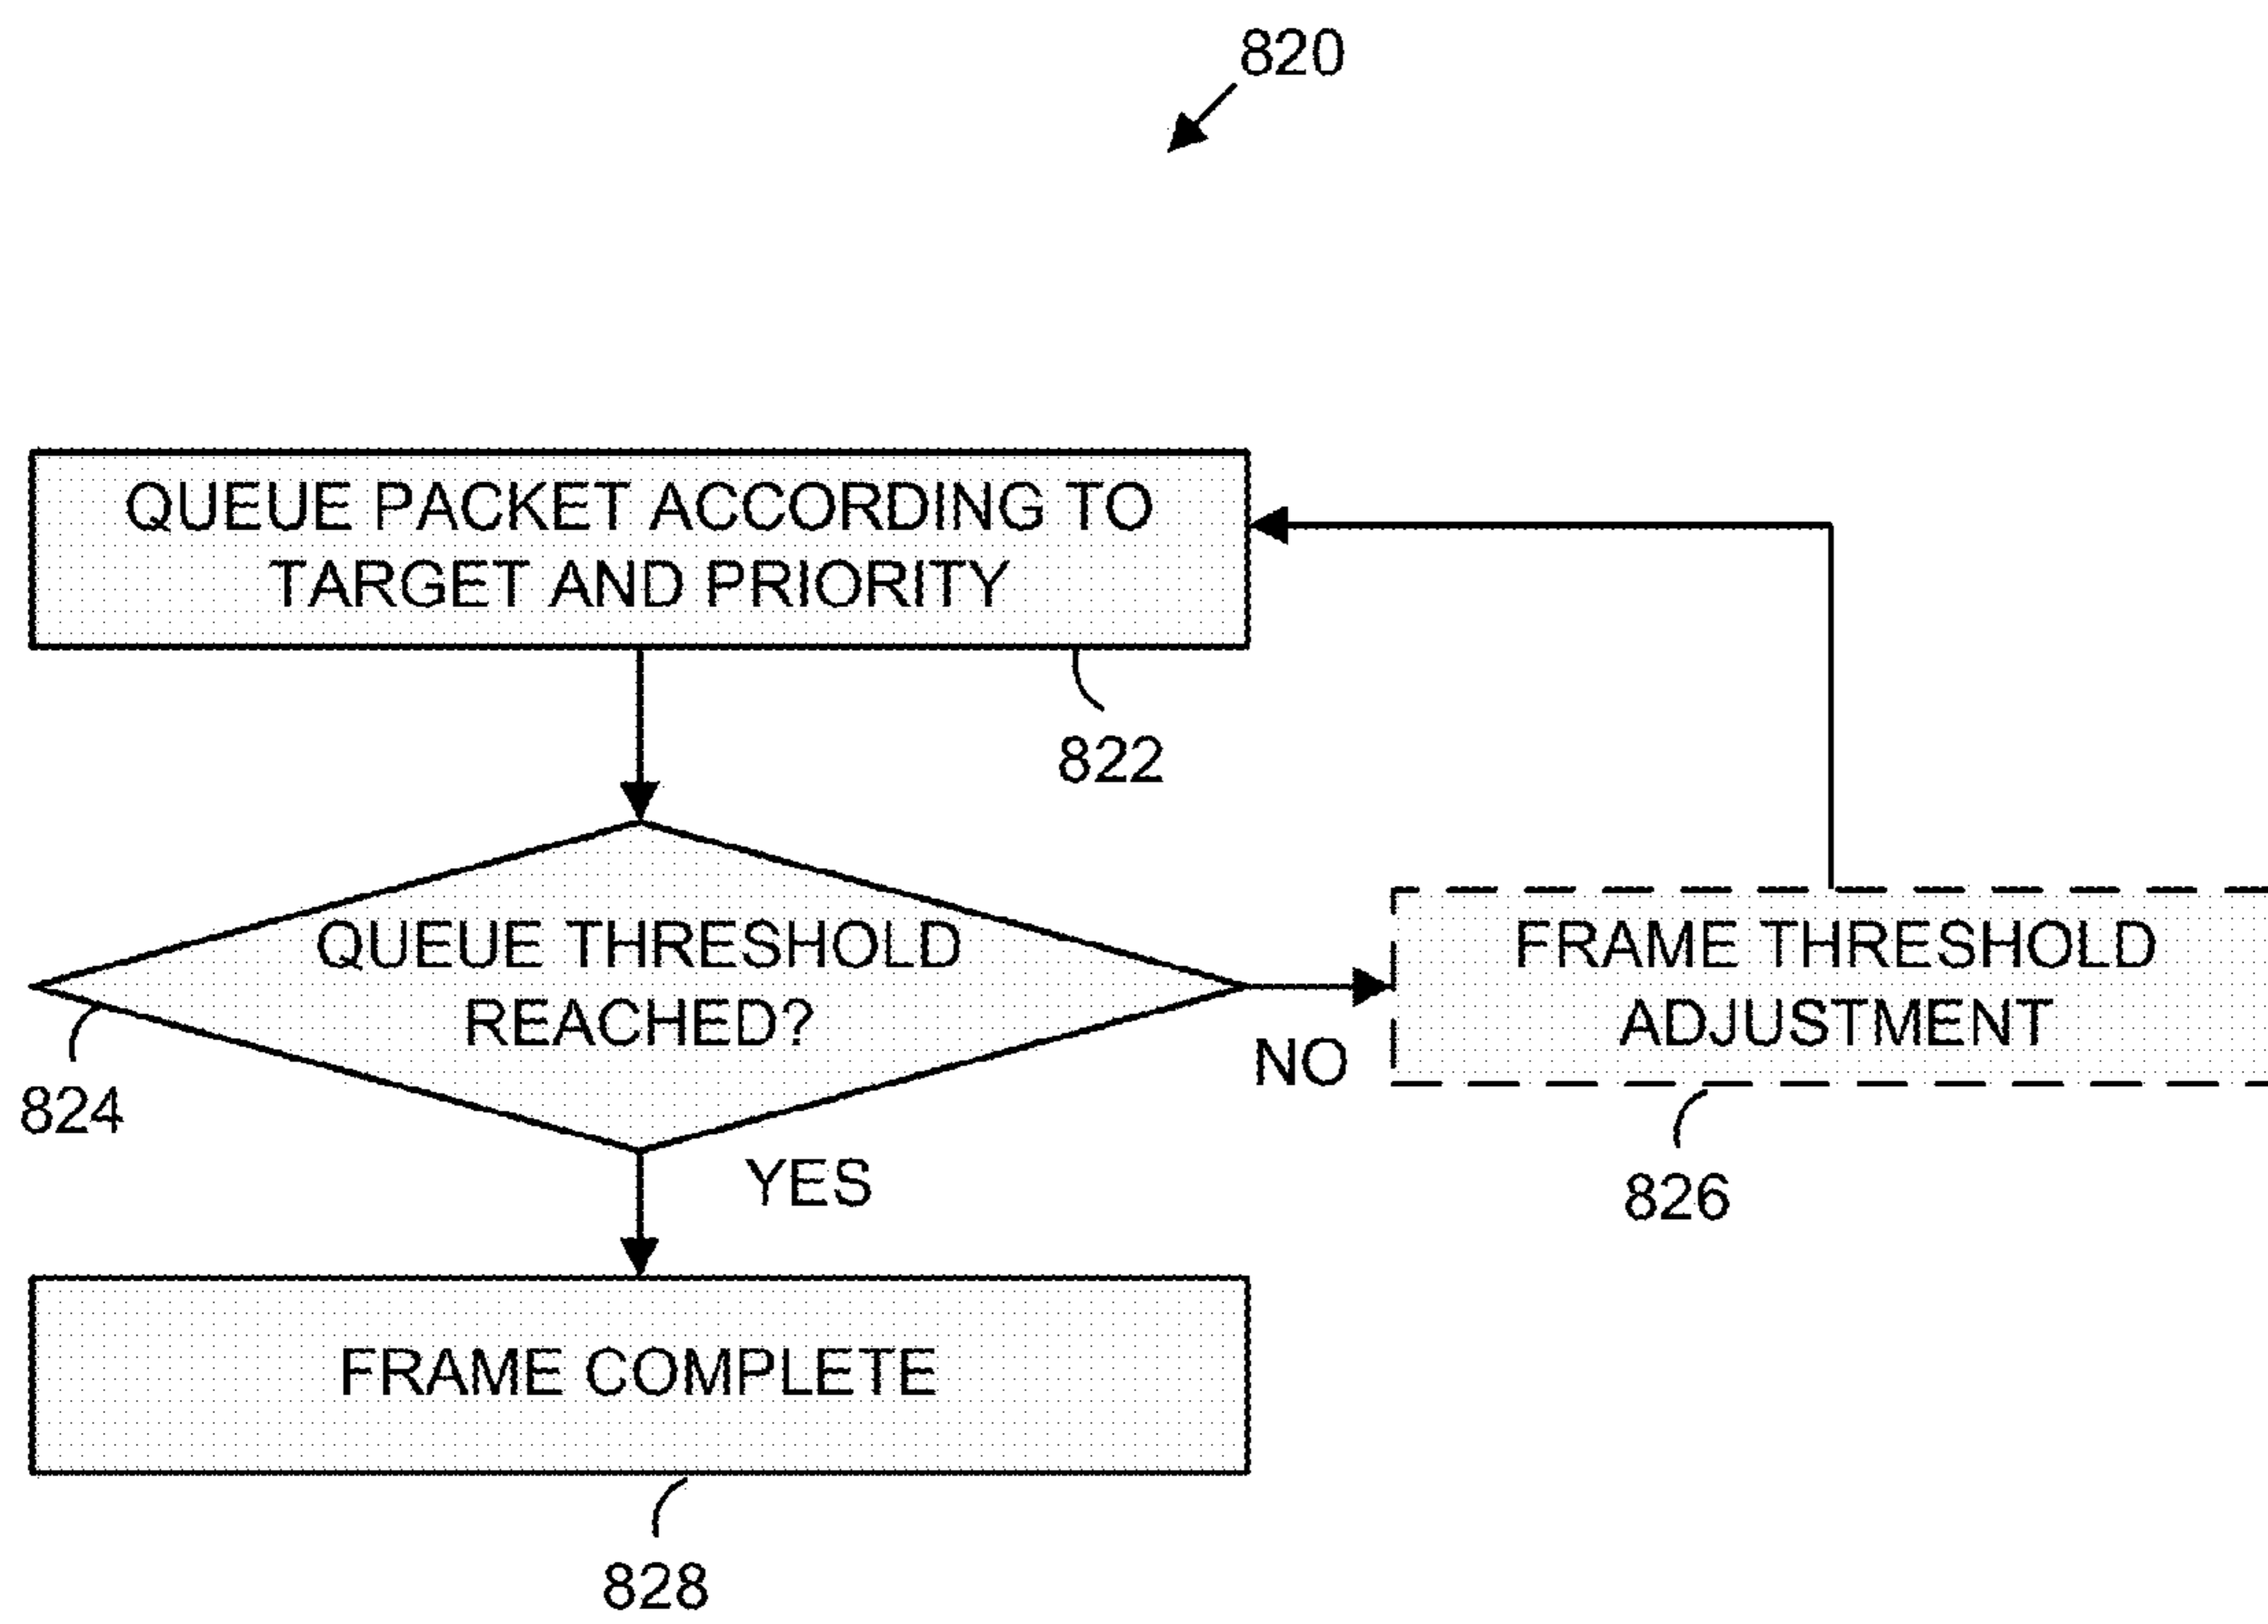 820
QUEUE PACKET ACCORDING TO
TARGET AND PRIORITY
822
QUEUE THRESHOLD
REACHED?
824
NO
FRAME THRESHOLD
ADJUSTMENT
826
YES
FRAME COMPLETE
828